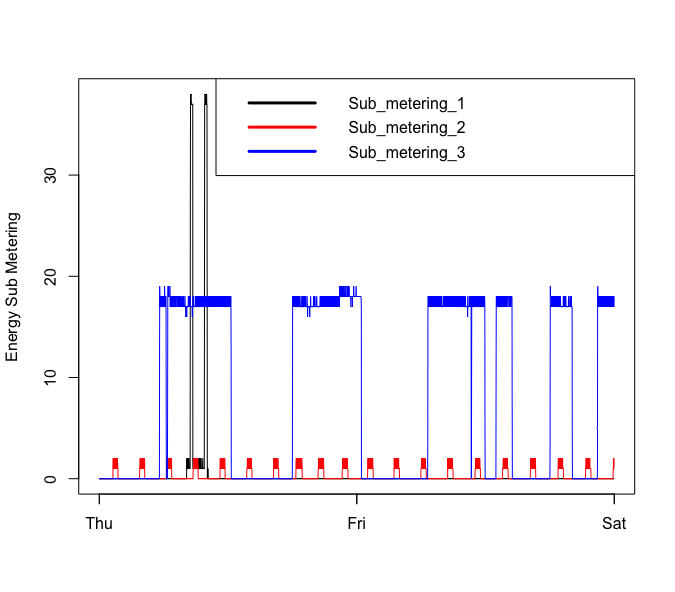 Sub_metering_1
Sub_metering_2
Sub_metering_3
Energy Sub Metering
30
20
10
0
Thu
Fri
Sat